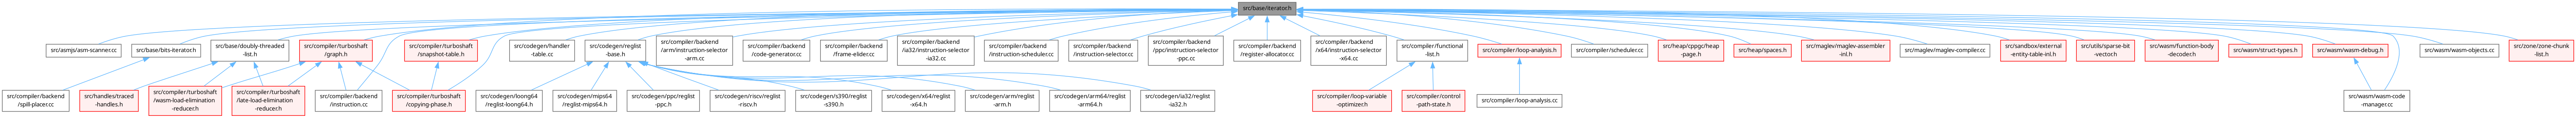 src/base/iterator.h
src/asmjs/asm-scanner.cc
src/base/bits-iterator.h
src/base/doubly-threaded
-list.h
src/compiler/turboshaft
/graph.h
src/compiler/turboshaft
/snapshot-table.h
src/codegen/handler
-table.cc
src/codegen/reglist
-base.h
src/compiler/backend
/arm/instruction-selector
-arm.cc
src/compiler/backend
/code-generator.cc
src/compiler/backend
/frame-elider.cc
src/compiler/backend
/ia32/instruction-selector
-ia32.cc
src/compiler/backend
/instruction-scheduler.cc
src/compiler/backend
/instruction-selector.cc
src/compiler/backend
/ppc/instruction-selector
-ppc.cc
src/compiler/backend
/register-allocator.cc
src/compiler/backend
/x64/instruction-selector
-x64.cc
src/compiler/functional
-list.h
src/compiler/loop-analysis.h
src/compiler/scheduler.cc
src/heap/cppgc/heap
-page.h
src/heap/spaces.h
src/maglev/maglev-assembler
-inl.h
src/maglev/maglev-compiler.cc
src/sandbox/external
-entity-table-inl.h
src/utils/sparse-bit
-vector.h
src/wasm/function-body
-decoder.h
src/wasm/struct-types.h
src/wasm/wasm-debug.h
src/wasm/wasm-objects.cc
src/zone/zone-chunk
-list.h
src/compiler/backend
/spill-placer.cc
src/handles/traced
-handles.h
src/compiler/turboshaft
/wasm-load-elimination
-reducer.h
src/compiler/turboshaft
/late-load-elimination
-reducer.h
src/compiler/backend
/instruction.cc
src/compiler/turboshaft
/copying-phase.h
src/codegen/loong64
/reglist-loong64.h
src/codegen/mips64
/reglist-mips64.h
src/codegen/ppc/reglist
-ppc.h
src/codegen/riscv/reglist
-riscv.h
src/codegen/s390/reglist
-s390.h
src/codegen/x64/reglist
-x64.h
src/codegen/arm/reglist
-arm.h
src/codegen/arm64/reglist
-arm64.h
src/codegen/ia32/reglist
-ia32.h
src/compiler/loop-variable
-optimizer.h
src/compiler/control
-path-state.h
src/compiler/loop-analysis.cc
src/wasm/wasm-code
-manager.cc